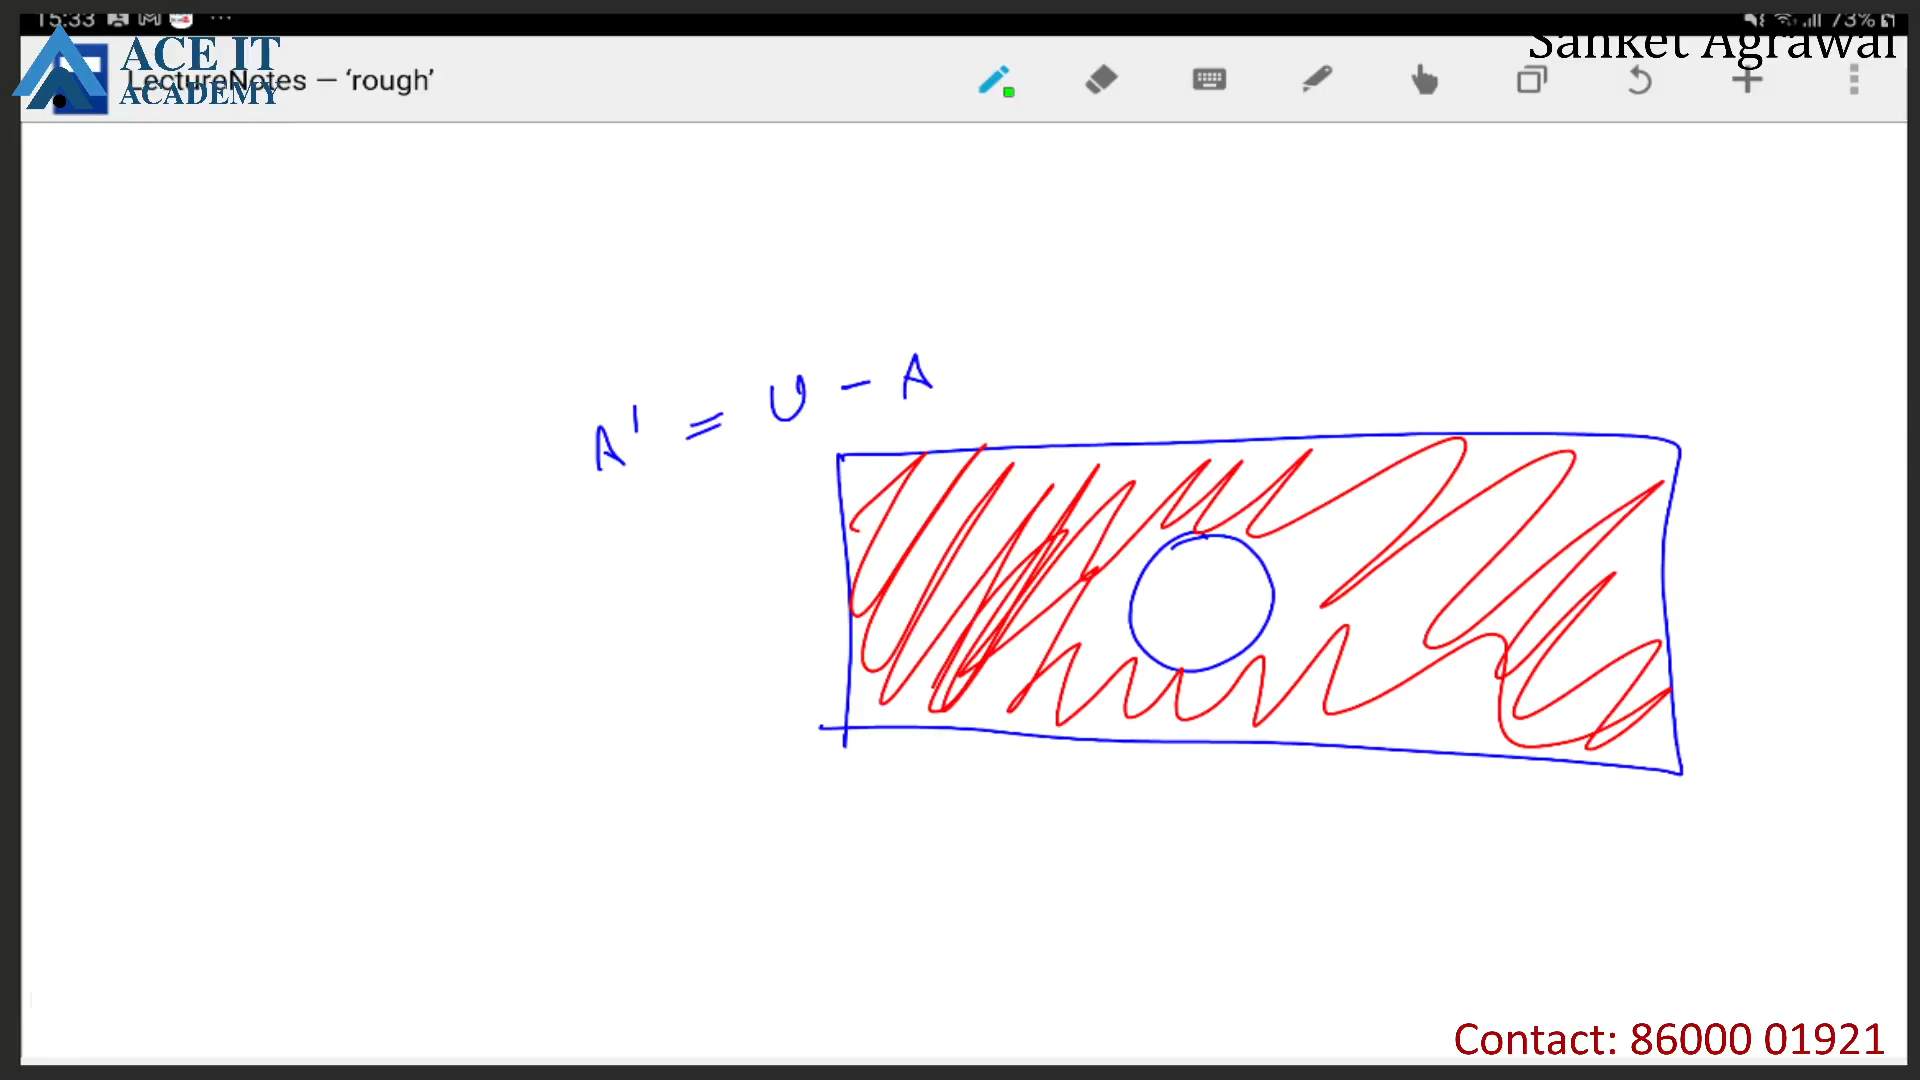 15:33
73%
ACE IT
ACADEMY
LectureNotes — ‘rough’
Sanket Agrawal
A' = U - A
Contact: 86000 01921